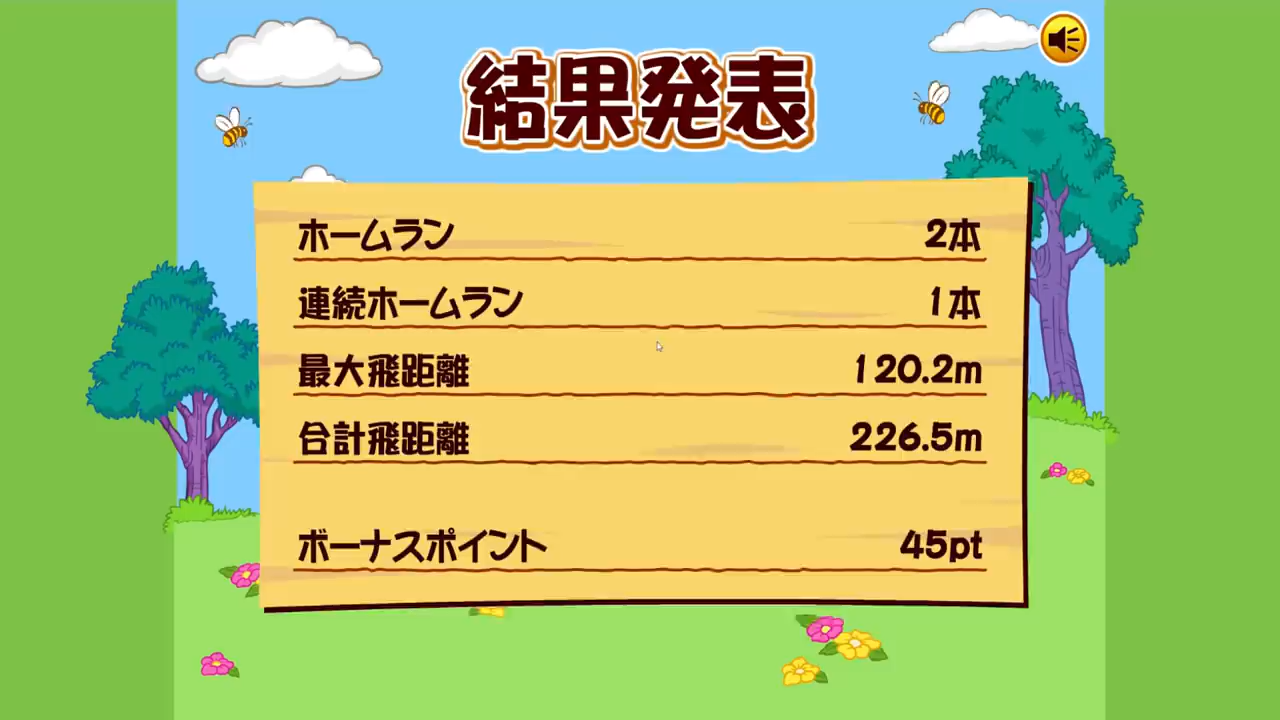 結果発表
ホームラン 2本
連続ホームラン 1本
最大飛距離 120.2m
合計飛距離 226.5m
ボーナスポイント 45pt